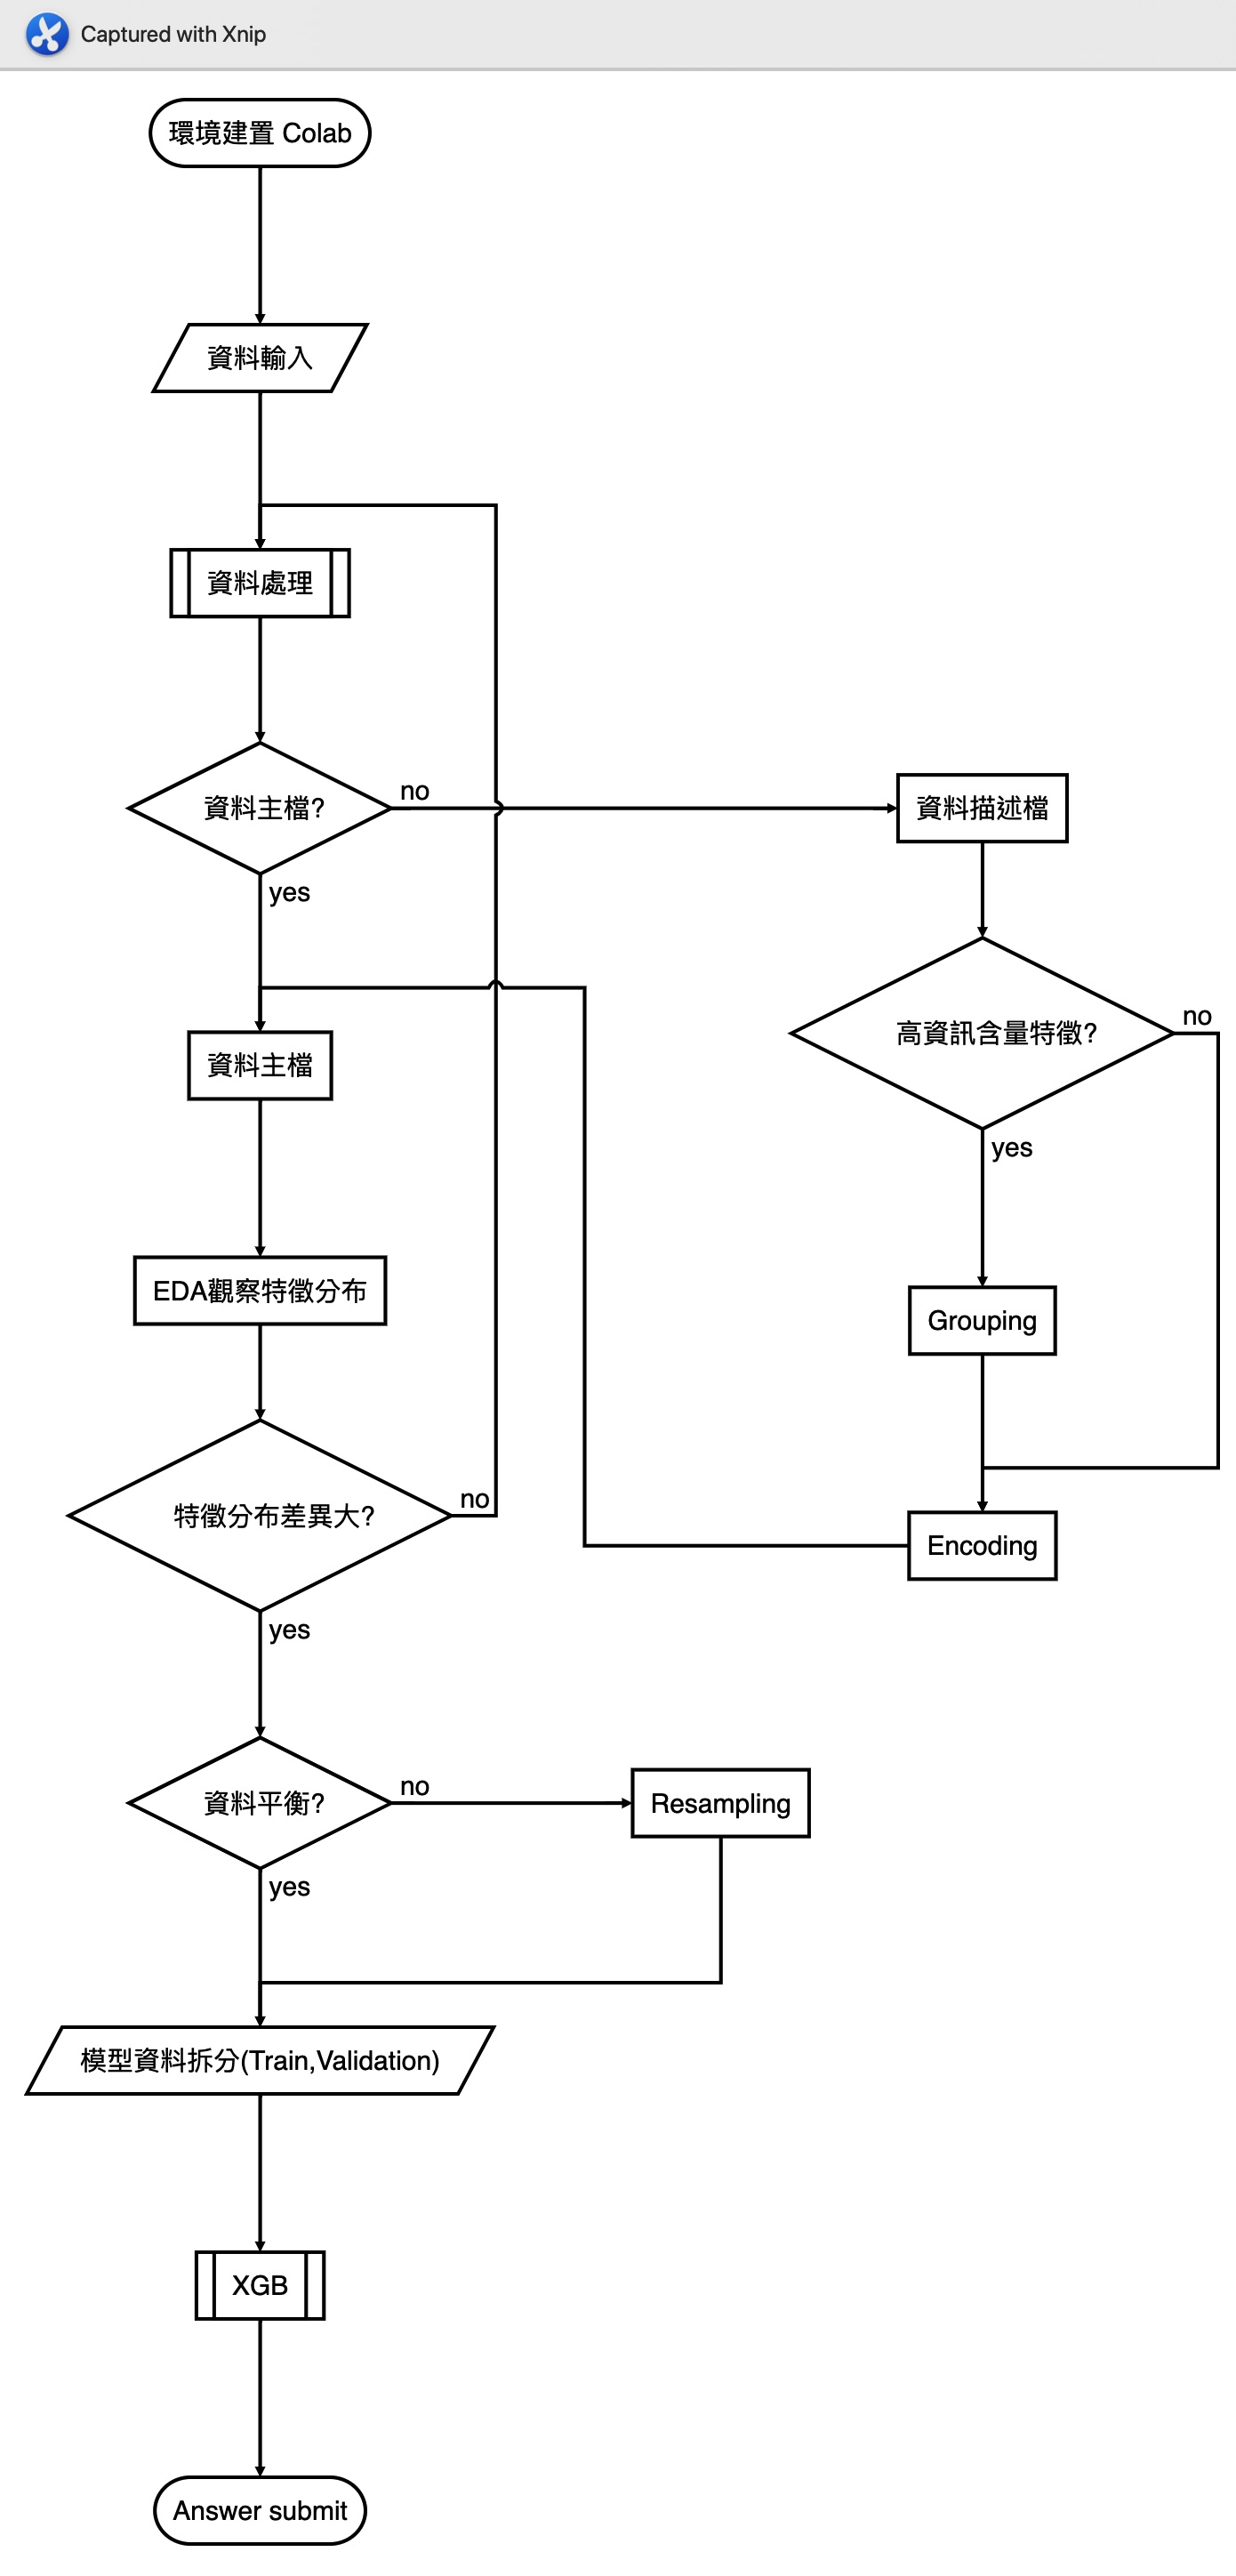 Captured with Xnip
環境建置 Colab
資料輸入
資料處理
資料主檔?
no
資料描述檔
yes
高資訊含量特徵?
no
資料主檔
yes
EDA觀察特徵分布
Grouping
特徵分布差異大?
no
Encoding
yes
資料平衡?
no
Resampling
yes
模型資料拆分(Train,Validation)
XGB
Answer submit